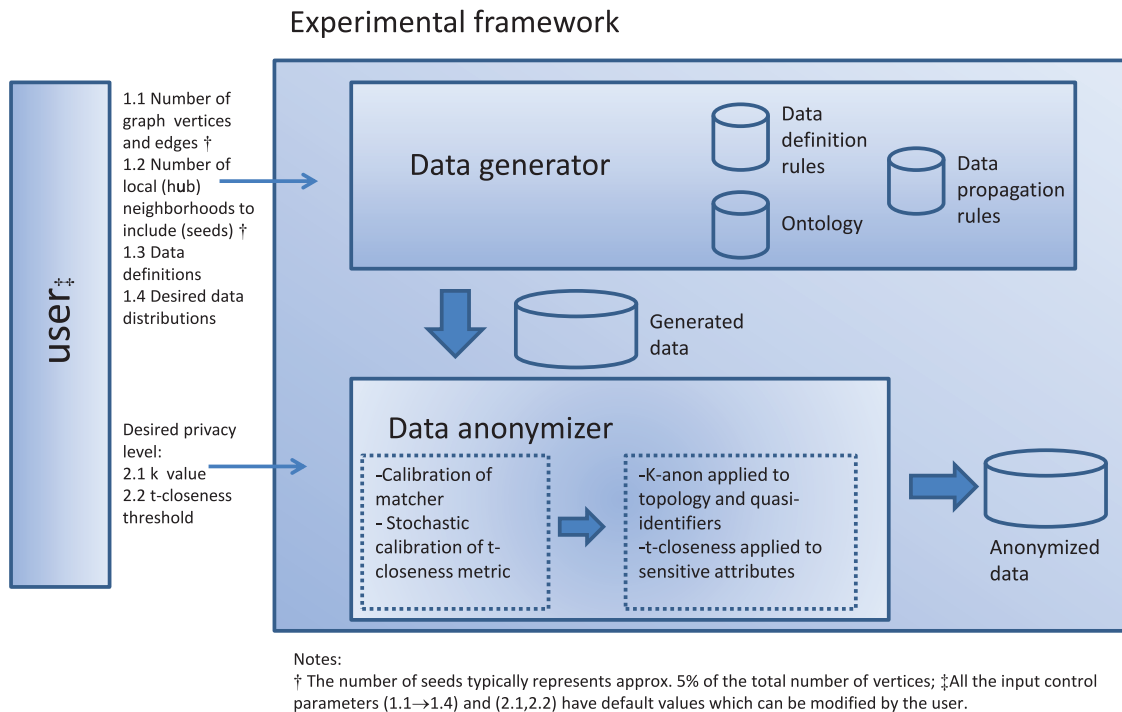 Experimental framework
user‡
1.1 Number of
graph vertices
and edges †
1.2 Number of
local (hub)
neighborhoods to
include (seeds) †
1.3 Data
definitions
1.4 Desired data
distributions
Desired privacy
level:
2.1 k value
2.2 t-closeness
threshold
Data generator
Data
definition
rules
Ontology
Data
propagation
rules
Generated
data
Data anonymizer
-Calibration of
matcher
- Stochastic
calibration of t-
closeness metric
-K-anon applied to
topology and quasi-
identifiers
-t-closeness applied to
sensitive attributes
Anonymized
data
Notes:
† The number of seeds typically represents approx. 5% of the total number of vertices; ‡All the input control
parameters (1.1→1.4) and (2.1,2.2) have default values which can be modified by the user.